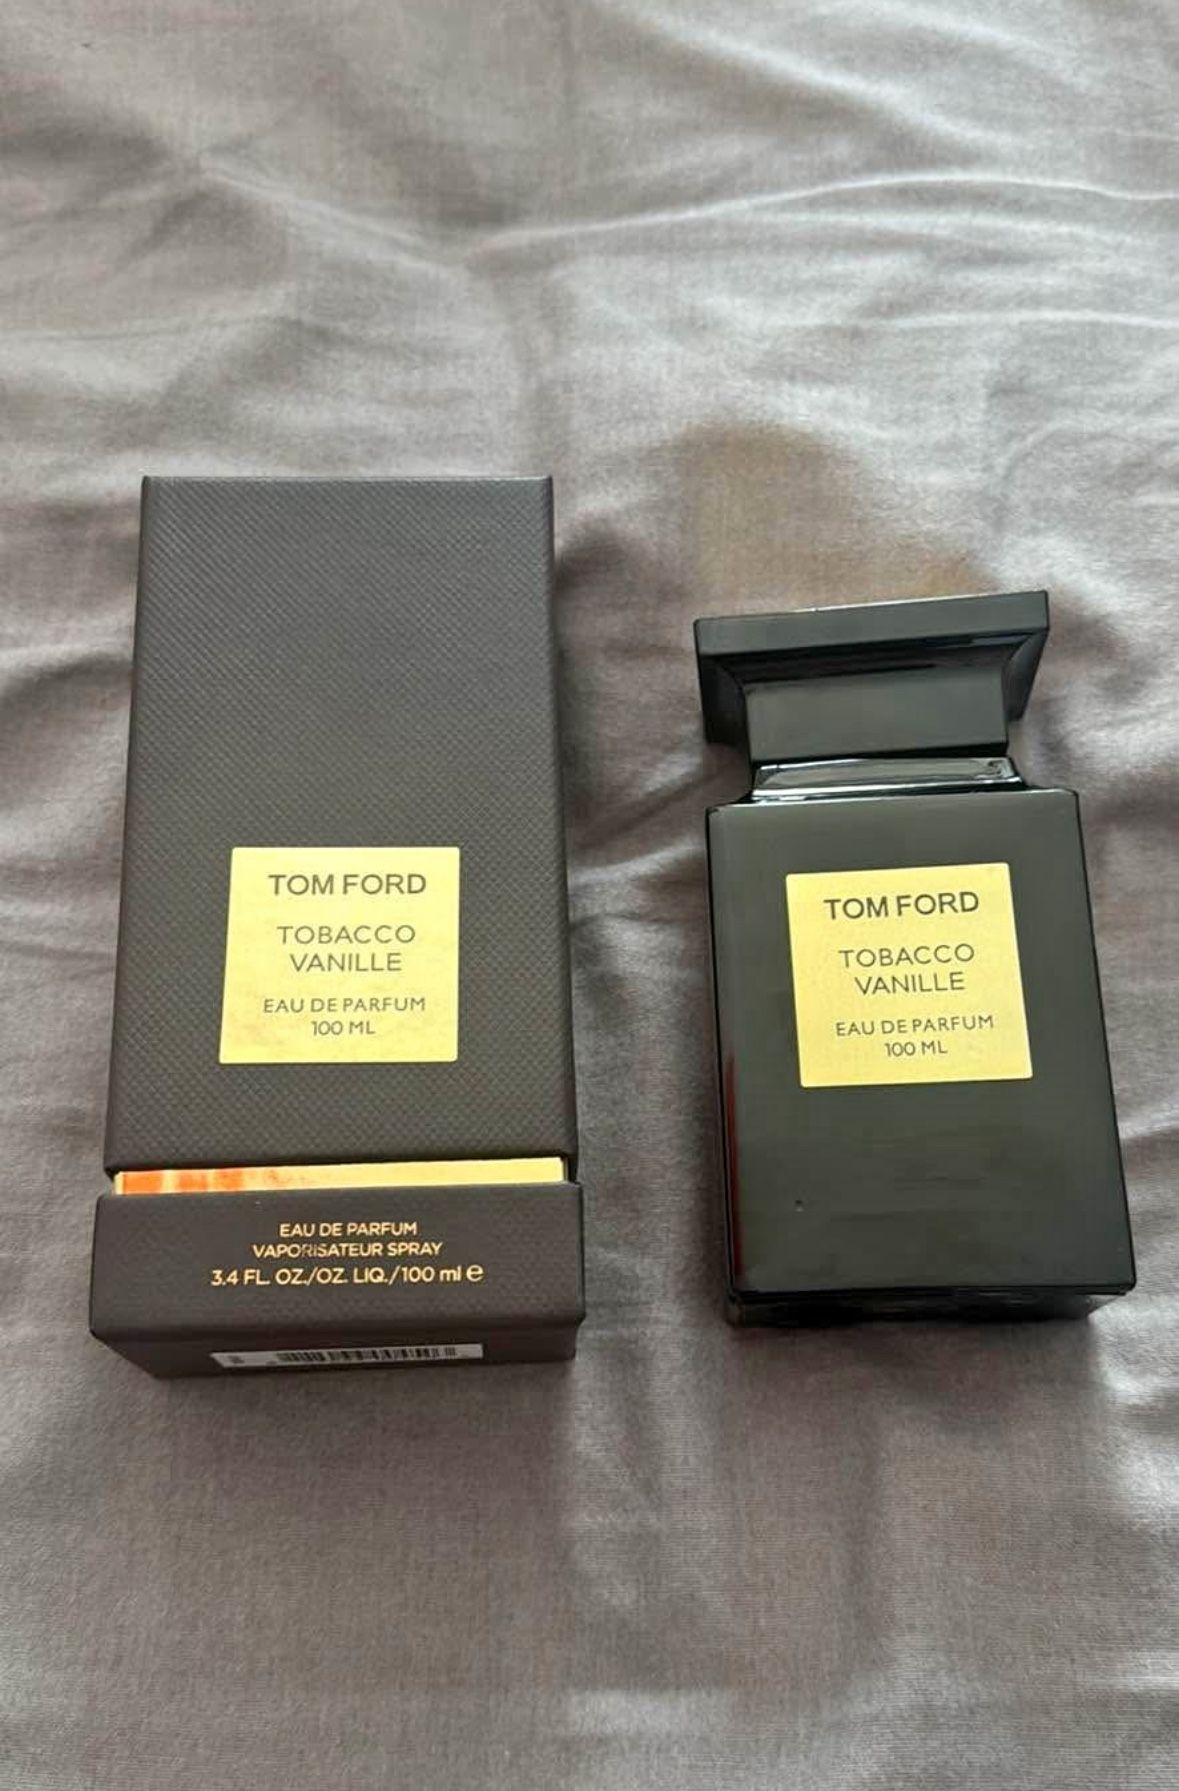 TOM FORD
TOBACCO
VANILLE
EAU DE PARFUM
100 ML
EAU DE PARFUM
VAPORISATEUR SPRAY
3.4 FL. OZ./OZ. LIQ./100 ml e
TOM FORD
TOBACCO
VANILLE
EAU DE PARFUM
100 ML